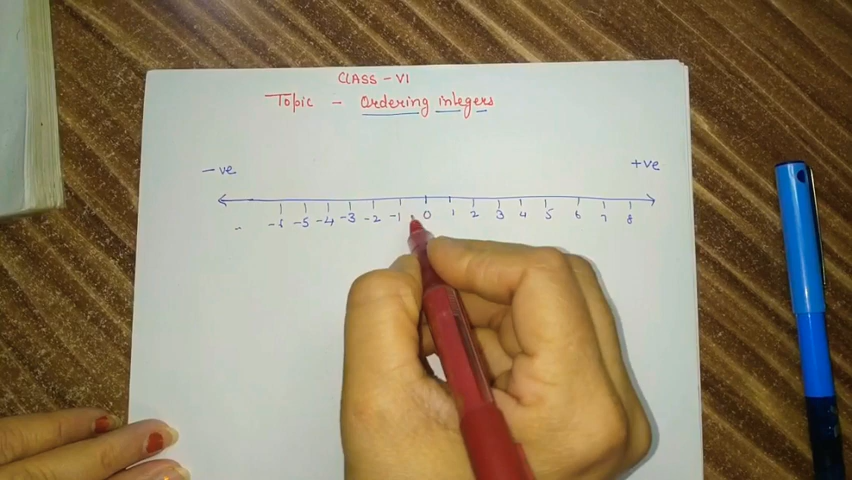 CLASS - VI
Topic - Ordering integers
-ve +ve
-6 -5 -4 -3 -2 -1 0 1 2 3 4 5 6 7 8